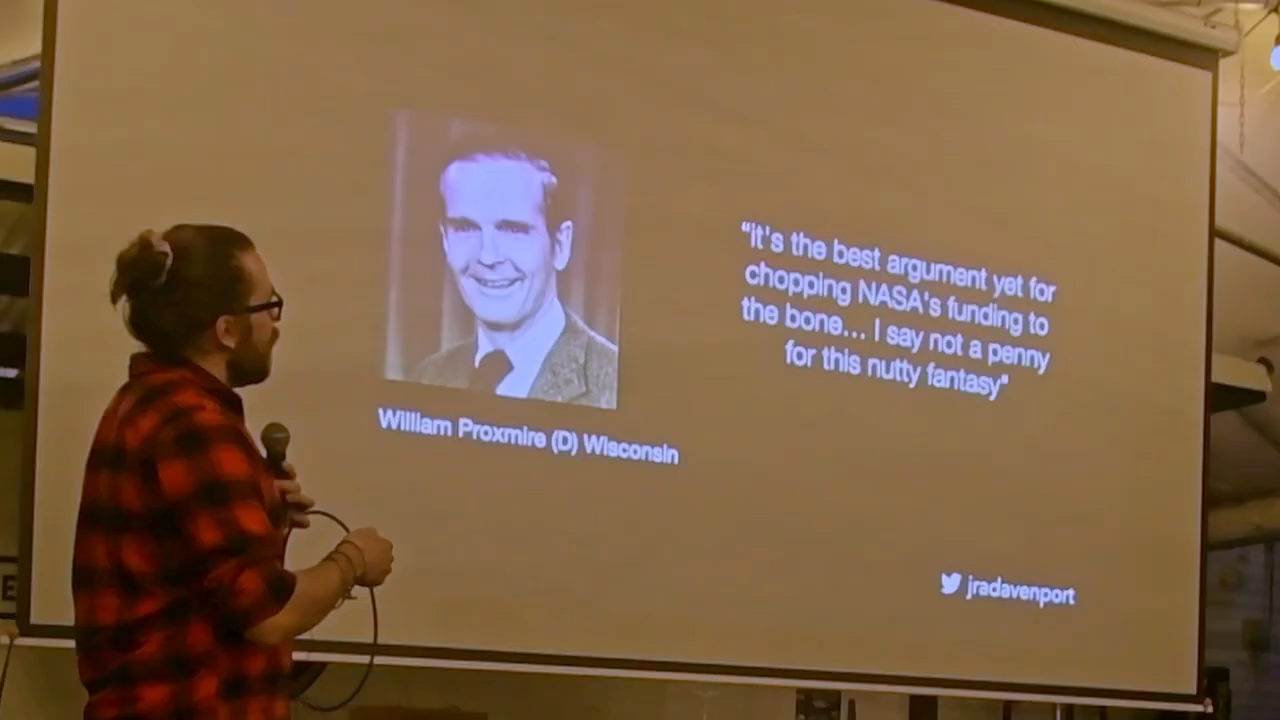 "it's the best argument yet for
chopping NASA's funding to
the bone... I say not a penny
for this nutty fantasy"
William Proxmire (D) Wisconsin
jradavenport
E